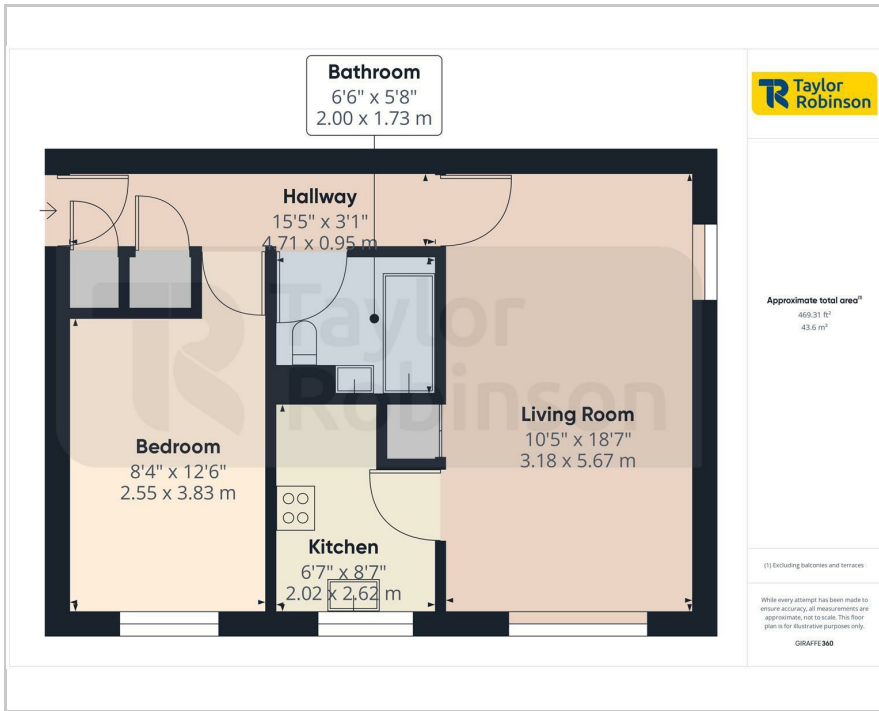 Bathroom
6'6" x 5'8"
2.00 x 1.73 m
Hallway
15'5" x 3'1"
4.71 x 0.95 m
Taylor
Robinson
Bedroom
8'4" x 12'6"
2.55 x 3.83 m
Living Room
10'5" x 18'7"
3.18 x 5.67 m
Kitchen
6'7" x 8'7"
2.02 x 2.62 m
Taylor
Robinson
Approximate total area(1)
469.31 ft²
43.6 m²
(1) Excluding balconies and terraces
While every attempt has been made to
ensure accuracy, all measurements are
approximate, not to scale. This floor
plan is for illustrative purposes only.
GIRAFFE360